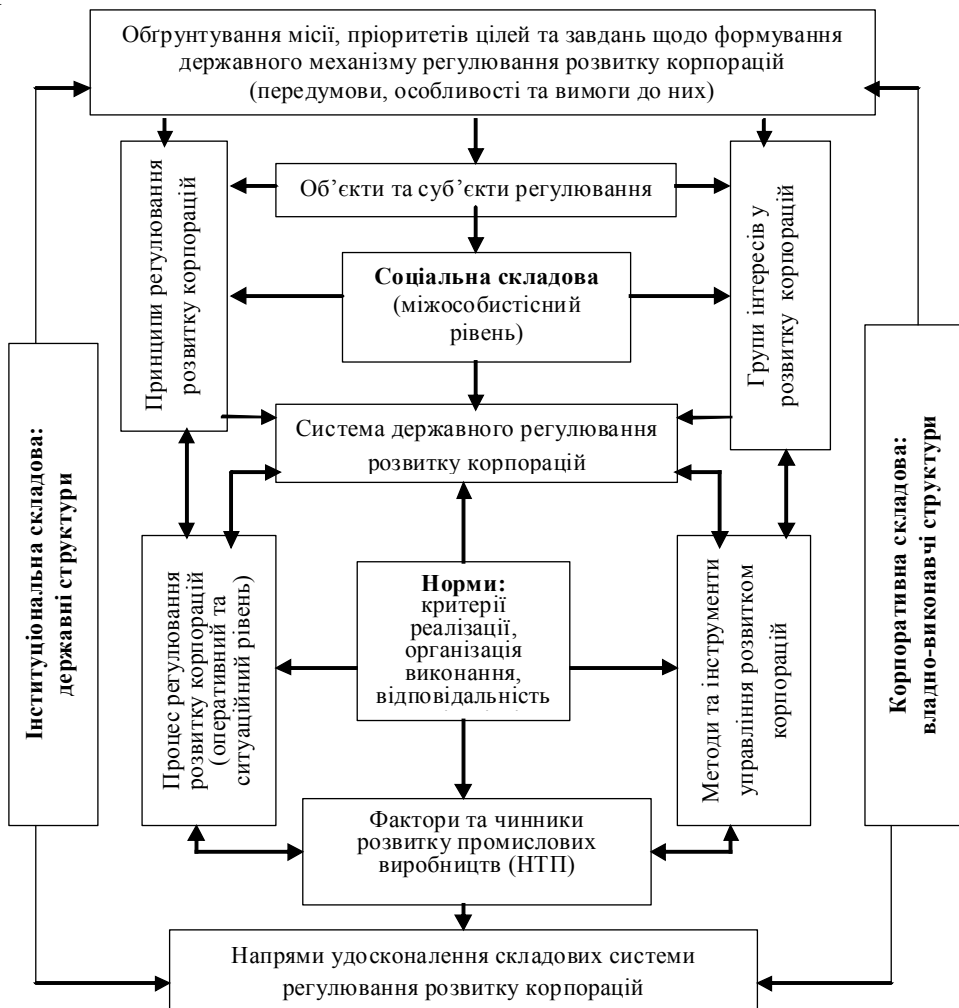 Обґрунтування місії, пріоритетів цілей та завдань щодо формування
державного механізму регулювання розвитку корпорацій
(передумови, особливості та вимоги до них)
Принципи регулювання
розвитку корпорацій
Об’єкти та суб’єкти регулювання
Групи інтересів у
розвитку корпорацій
Соціальна складова
(міжособистісний
рівень)
Інституціональна складова:
державні структури
Корпоративна складова:
владно-виконавчі структури
Система державного регулювання
розвитку корпорацій
Процес регулювання
розвитку корпорацій
(оперативний та
ситуаційний рівень)
Норми:
критерії
реалізації,
організація
виконання,
відповідальність
Методи та інструменти
управління розвитком
корпорацій
Фактори та чинники
розвитку промислових
виробництв (НТП)
Напрями удосконалення складових системи
регулювання розвитку корпорацій